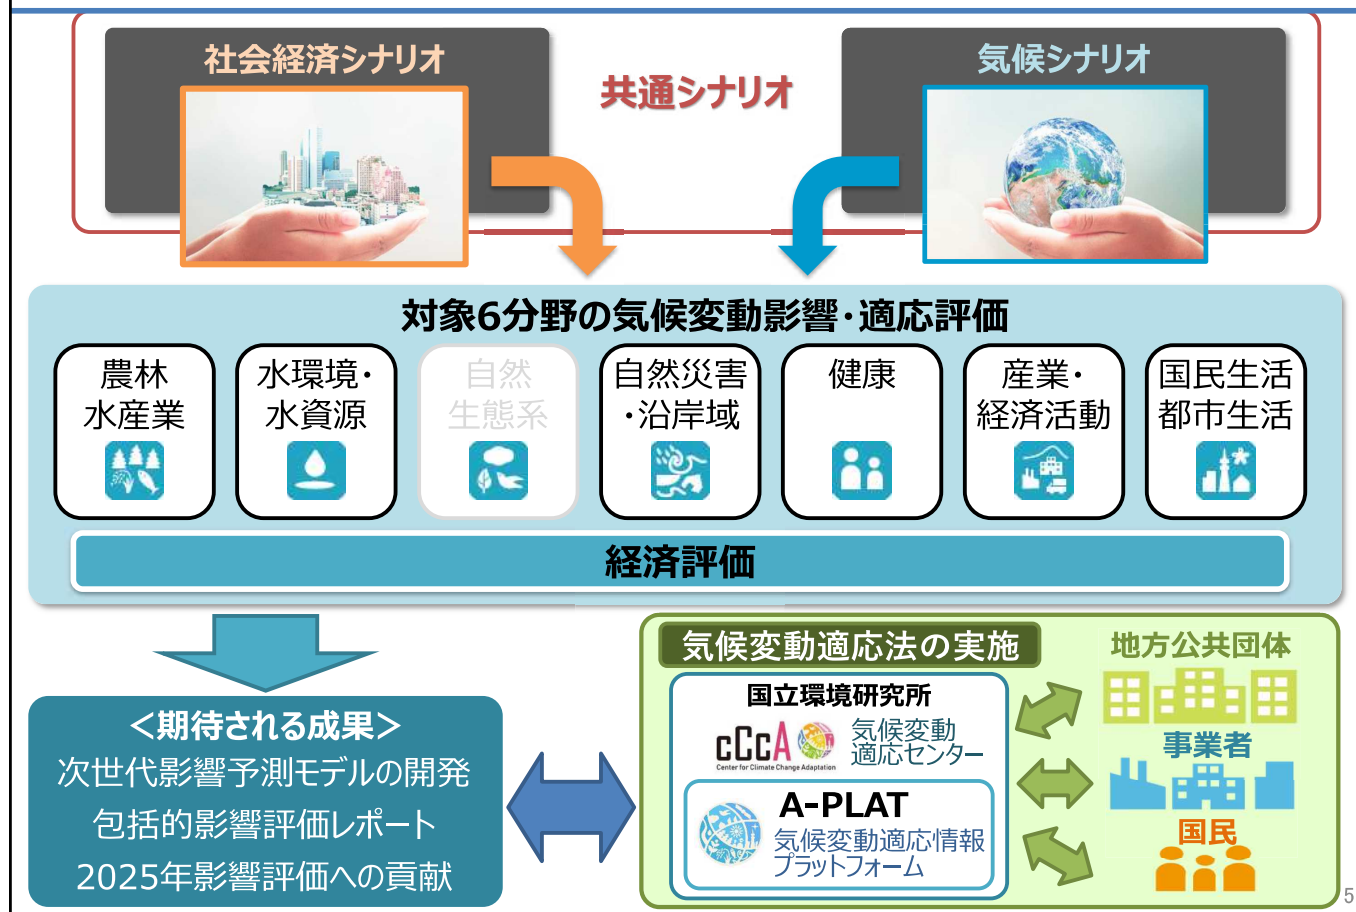 社会経済シナリオ
共通シナリオ
気候シナリオ
対象6分野の気候変動影響・適応評価
農林
水産業
水環境・
水資源
自然
生態系
自然災害
・沿岸域
健康
産業・
経済活動
国民生活
都市生活
経済評価
＜期待される成果＞
次世代影響予測モデルの開発
包括的影響評価レポート
2025年影響評価への貢献
気候変動適応法の実施
国立環境研究所
CCCA
Center for Climate Change Adaptation
気候変動
適応センター
A-PLAT
気候変動適応情報
プラットフォーム
地方公共団体
事業者
国民
5